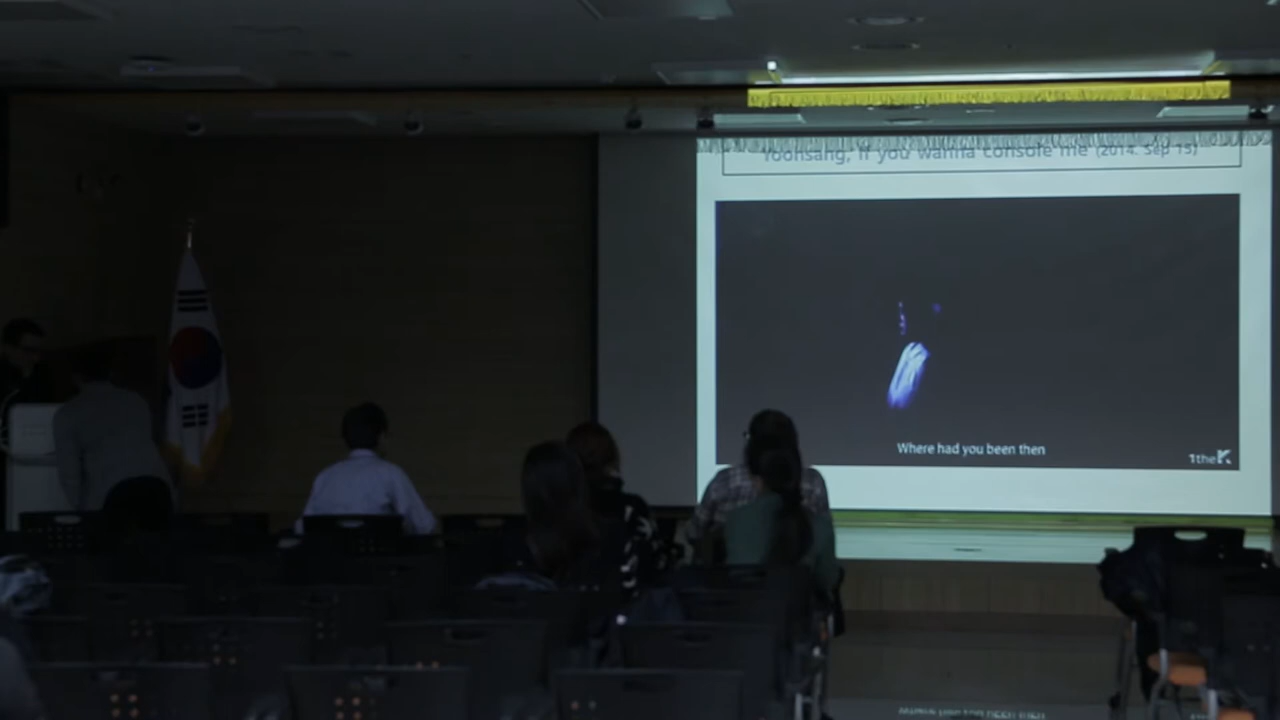 Yoonsang, If you wanna console me (2014. Sep 15)
Where had you been then
1theK